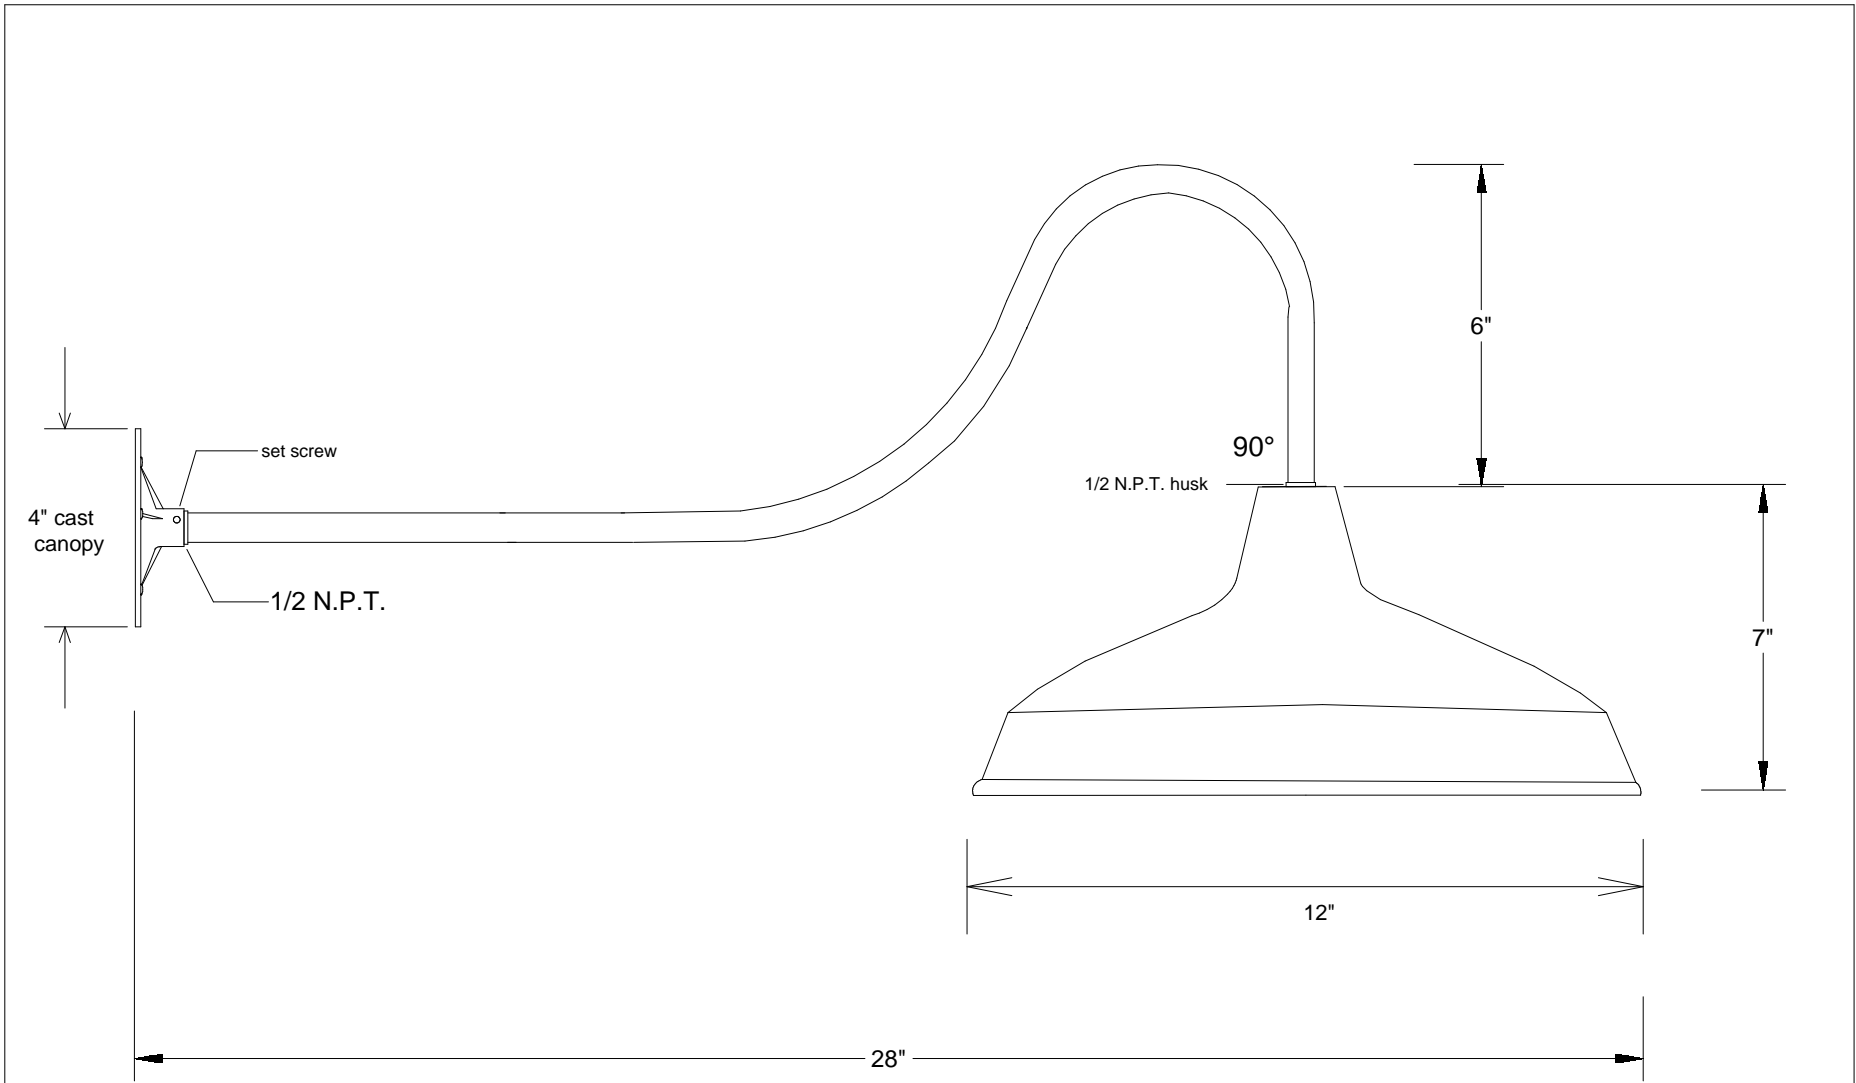 6"
90°
set screw
1/2 N.P.T. husk
4" cast
canopy
1/2 N.P.T.
7"
12"
28"